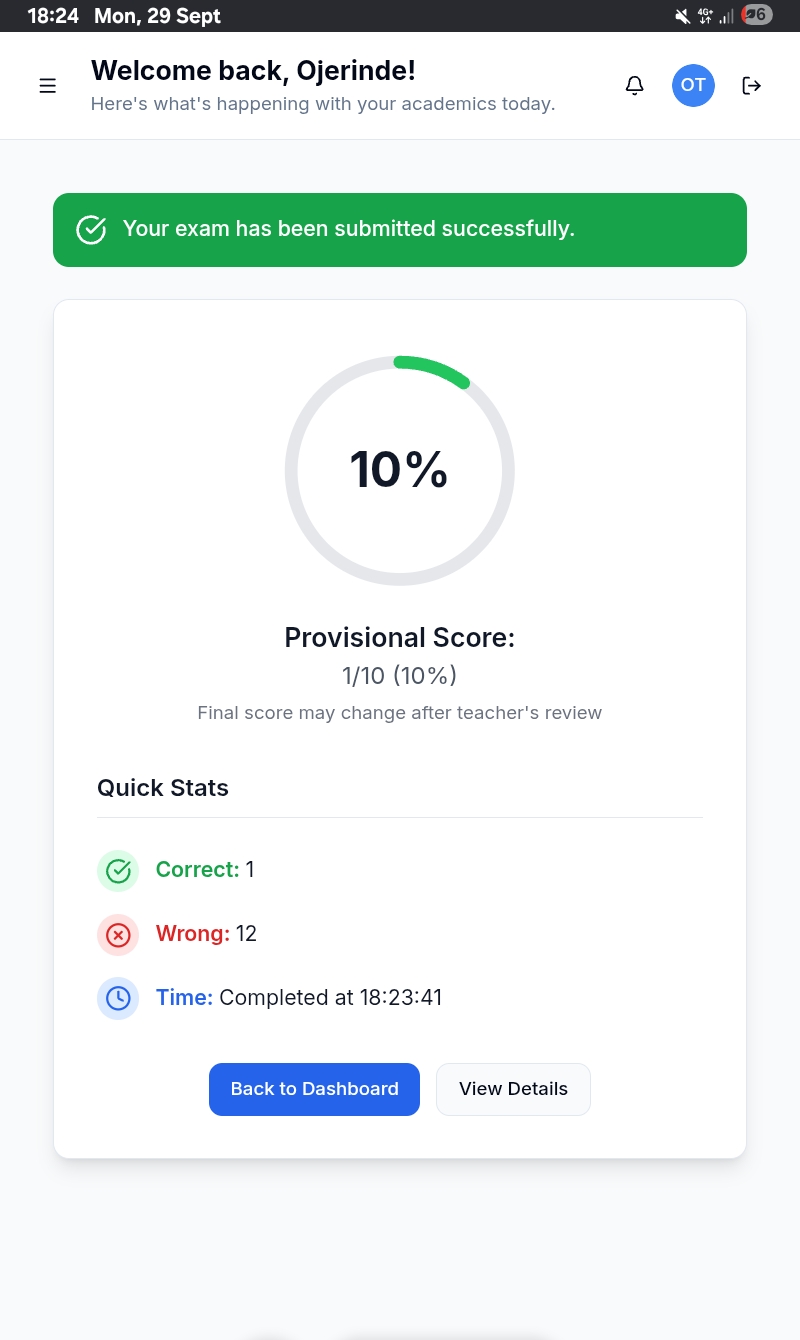 18:24 Mon, 29 Sept
4G+
6
Welcome back, Ojerinde!
Here's what's happening with your academics today.
OT
Your exam has been submitted successfully.
10%
Provisional Score:
1/10 (10%)
Final score may change after teacher's review
Quick Stats
Correct: 1
Wrong: 12
Time: Completed at 18:23:41
Back to Dashboard
View Details